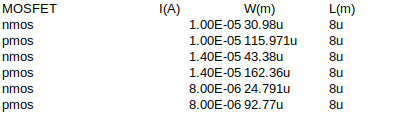 MOSFET I(A) W(m) L(m)
nmos 1.00E-05 30.98u 8u
pmos 1.00E-05 115.971u 8u
nmos 1.40E-05 43.38u 8u
pmos 1.40E-05 162.36u 8u
nmos 8.00E-06 24.791u 8u
pmos 8.00E-06 92.77u 8u